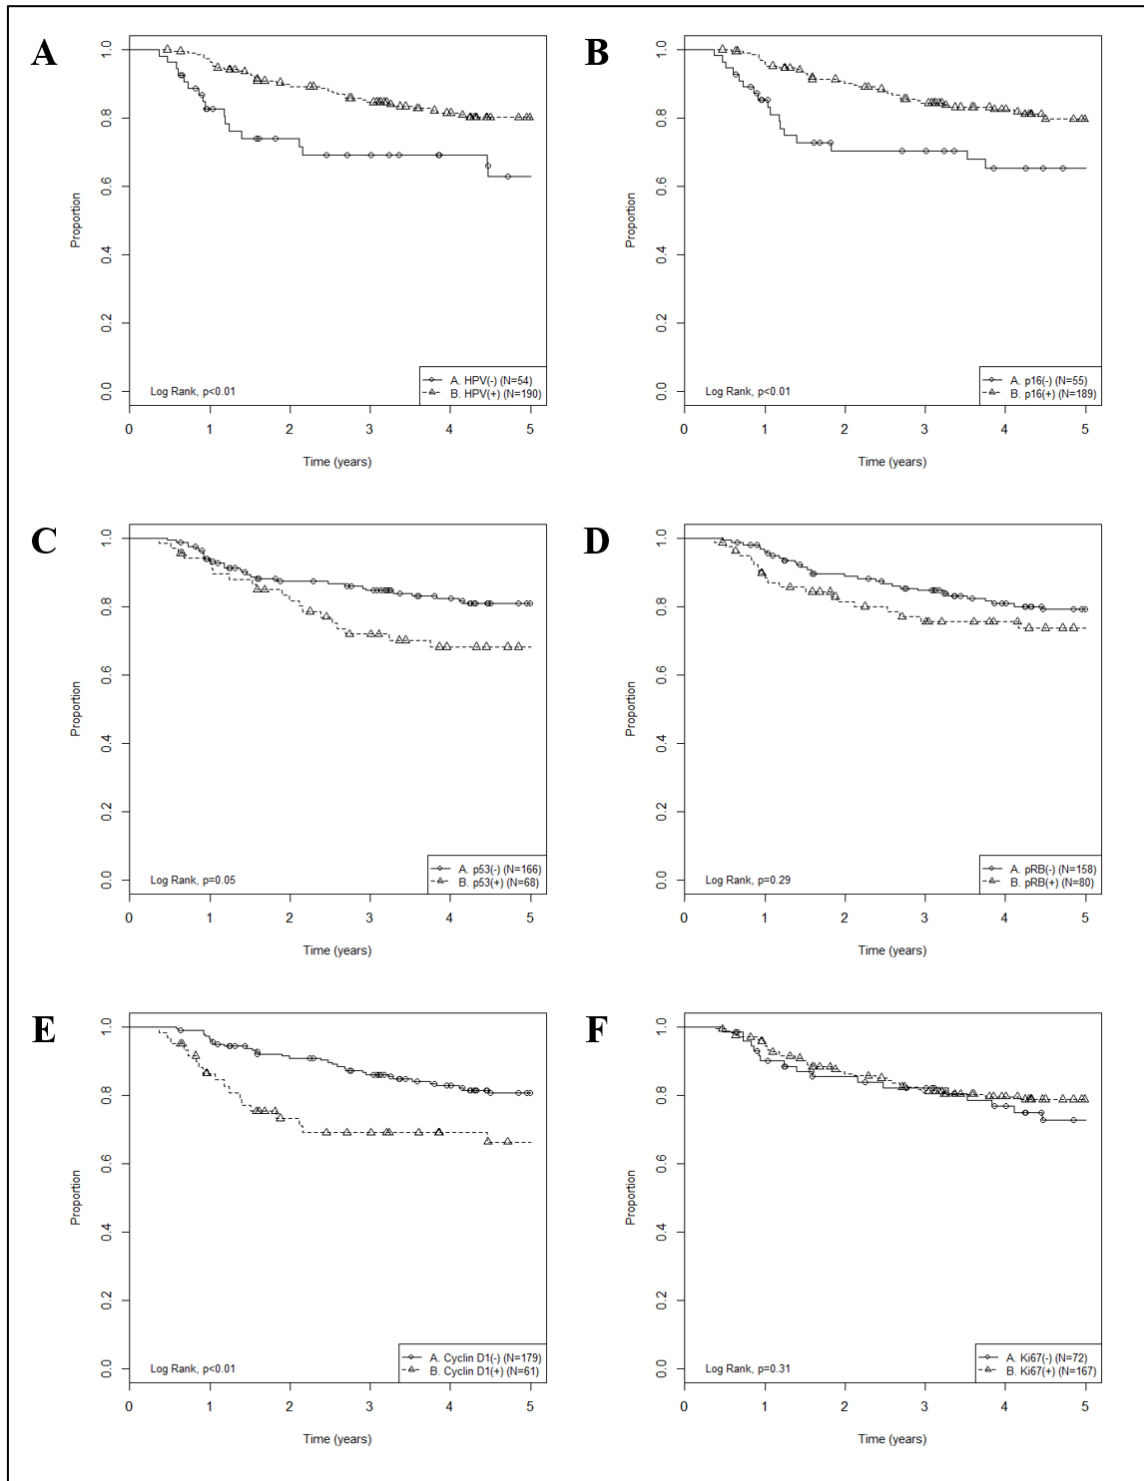 A
B
1.0
0.8
0.6
0.4
0.2
0.0
Proportion
Log Rank, p<0.01
A. HPV(-) (N=54)
B. HPV(+) (N=190)
0 1 2 3 4 5
Time (years)
1.0
0.8
0.6
0.4
0.2
0.0
Proportion
Log Rank, p<0.01
A. p16(-) (N=55)
B. p16(+) (N=189)
0 1 2 3 4 5
Time (years)
C
D
1.0
0.8
0.6
0.4
0.2
0.0
Proportion
Log Rank, p=0.05
A. p53(-) (N=166)
B. p53(+) (N=68)
0 1 2 3 4 5
Time (years)
1.0
0.8
0.6
0.4
0.2
0.0
Proportion
Log Rank, p=0.29
A. pRB(-) (N=158)
B. pRB(+) (N=80)
0 1 2 3 4 5
Time (years)
E
F
1.0
0.8
0.6
0.4
0.2
0.0
Proportion
Log Rank, p<0.01
A. Cyclin D1(-) (N=179)
B. Cyclin D1(+) (N=61)
0 1 2 3 4 5
Time (years)
1.0
0.8
0.6
0.4
0.2
0.0
Proportion
Log Rank, p=0.31
A. Ki67(-) (N=72)
B. Ki67(+) (N=167)
0 1 2 3 4 5
Time (years)